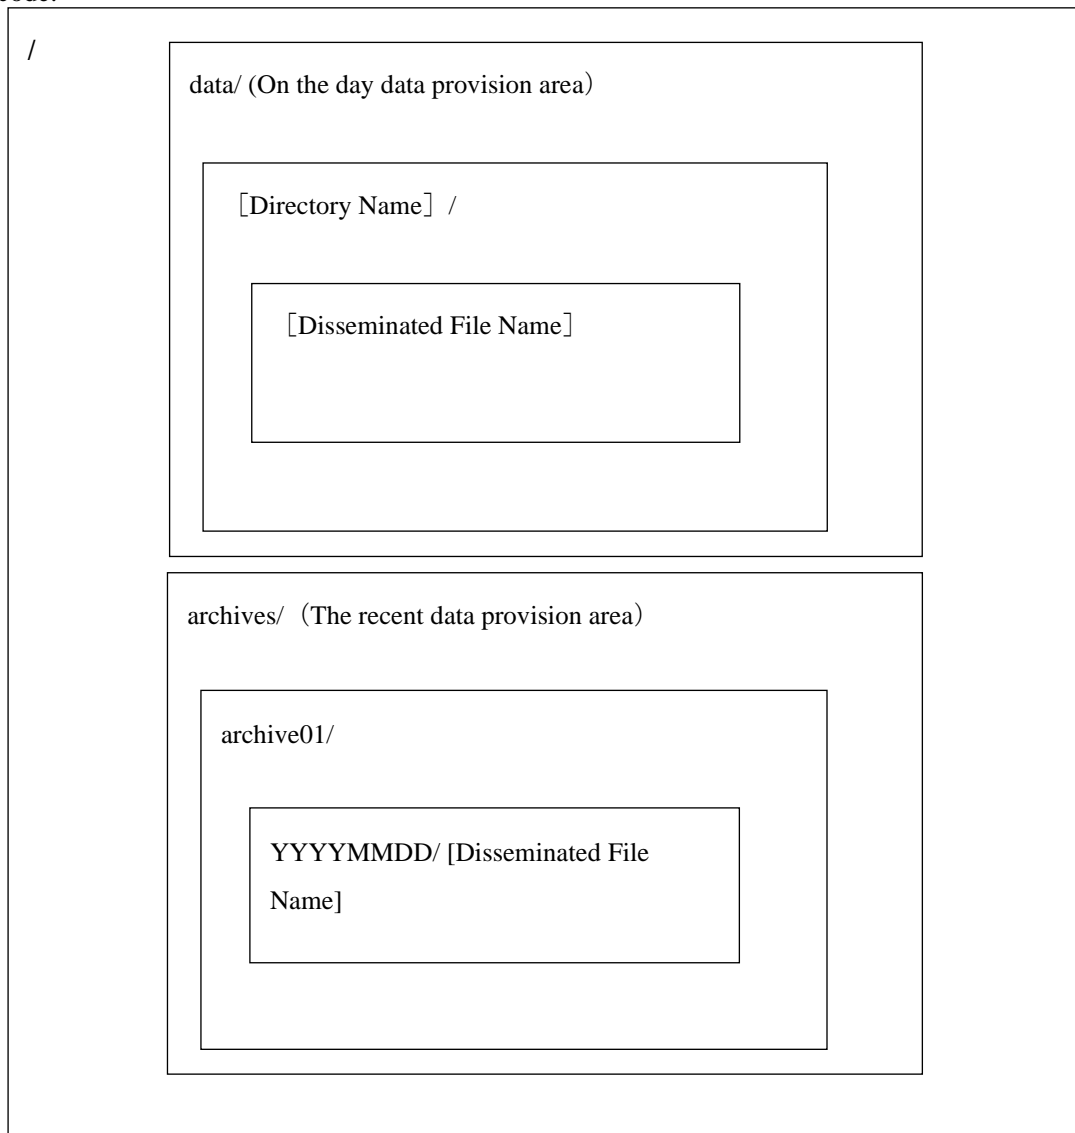 /
data/ (On the day data provision area）
［Directory Name］ /
［Disseminated File Name］
archives/（The recent data provision area）
archive01/
YYYYMMDD/ [Disseminated File
Name]